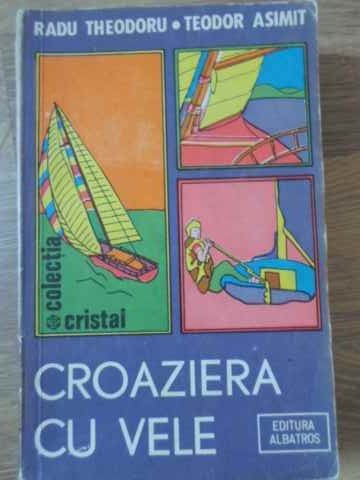 RADU THEODORU • TEODOR ASIMIT
colecția
cristal
CROAZIERA
CU VELE
EDITURA
ALBATROS